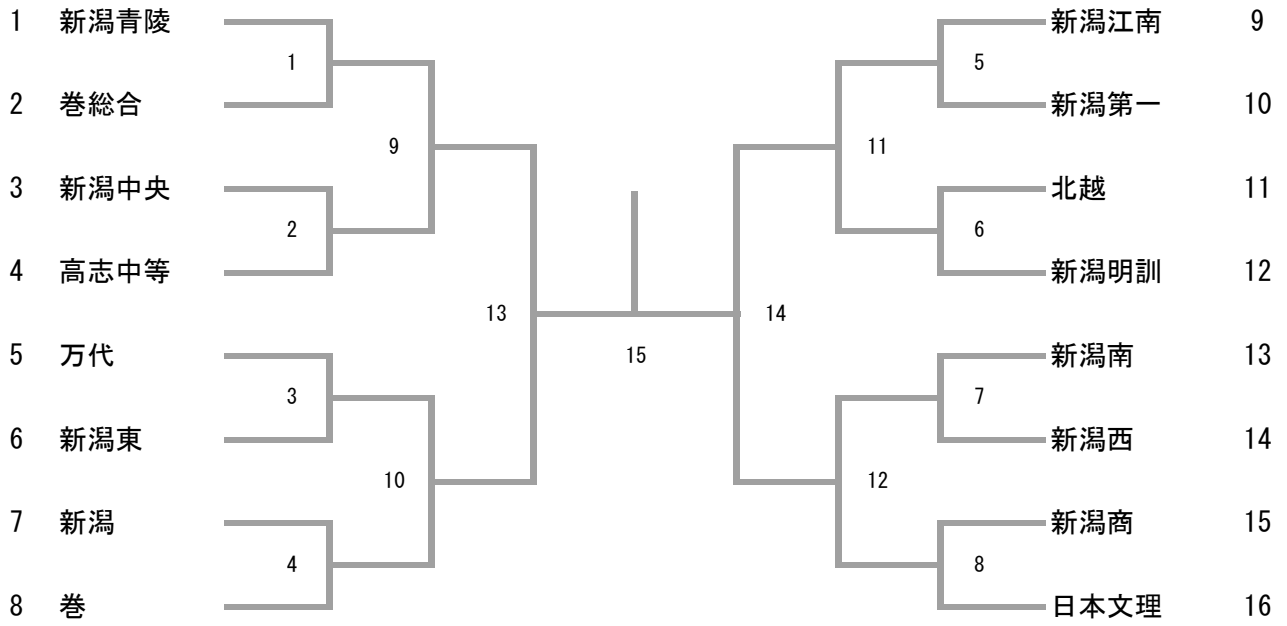 1 新潟青陵
新潟江南 9
1
5
2 巻総合
新潟第一 10
9
11
3 新潟中央
北越 11
2
6
4 高志中等
新潟明訓 12
13
14
15
5 万代
新潟南 13
3
7
6 新潟東
新潟西 14
10
12
7 新潟
新潟商 15
4
8
8 巻
日本文理 16